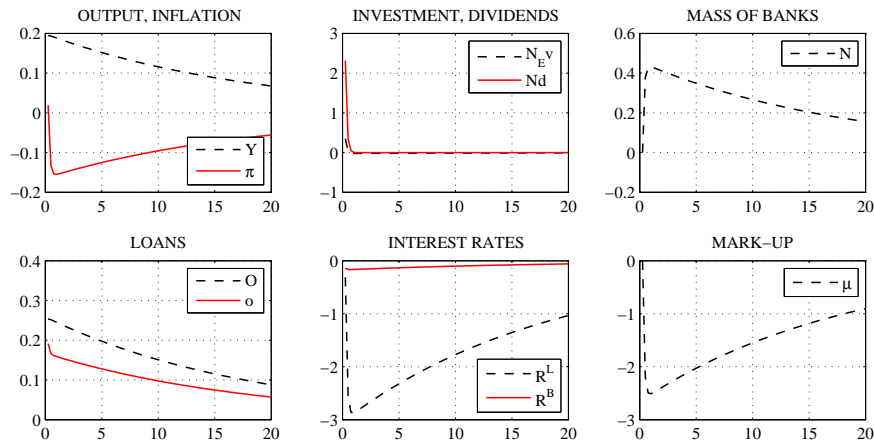 OUTPUT, INFLATION
0.2
0.1
0
−0.1
−0.2
0 5 10 15 20
Y
π
INVESTMENT, DIVIDENDS
3
2
1
0
−1
0 5 10 15 20
N_E v
Nd
MASS OF BANKS
0.6
0.4
0.2
0
−0.2
0 5 10 15 20
N
LOANS
0.4
0.3
0.2
0.1
0
0 5 10 15 20
O
o
INTEREST RATES
0
−1
−2
−3
0 5 10 15 20
R^L
R^B
MARK−UP
0
−1
−2
−3
0 5 10 15 20
μ